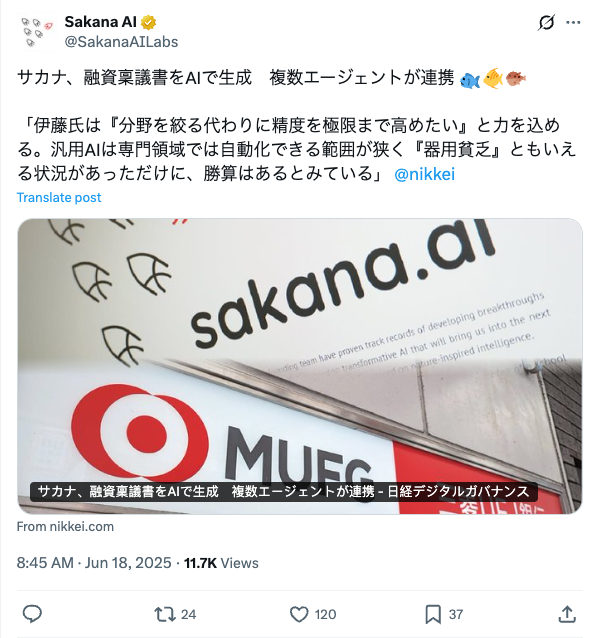 Sakana AI
@SakanaAILabs
サカナ、融資稟議書をAIで生成　複数エージェントが連携
「伊藤氏は『分野を絞る代わりに精度を極限まで高めたい』と力を込め
る。汎用AIは専門領域では自動化できる範囲が狭く『器用貧乏』ともいえ
る状況があっただけに、勝算はあるとみている」 @nikkei
Translate post
sakana.ai
ding team have proven track records of developing breakthroughs
transformative AI that will bring us into the next
nature-inspired intelligence.
MUFG
サカナ、融資稟議書をAIで生成　複数エージェントが連携 - 日経デジタルガバナンス
From nikkei.com
8:45 AM · Jun 18, 2025 · 11.7K Views
24
120
37